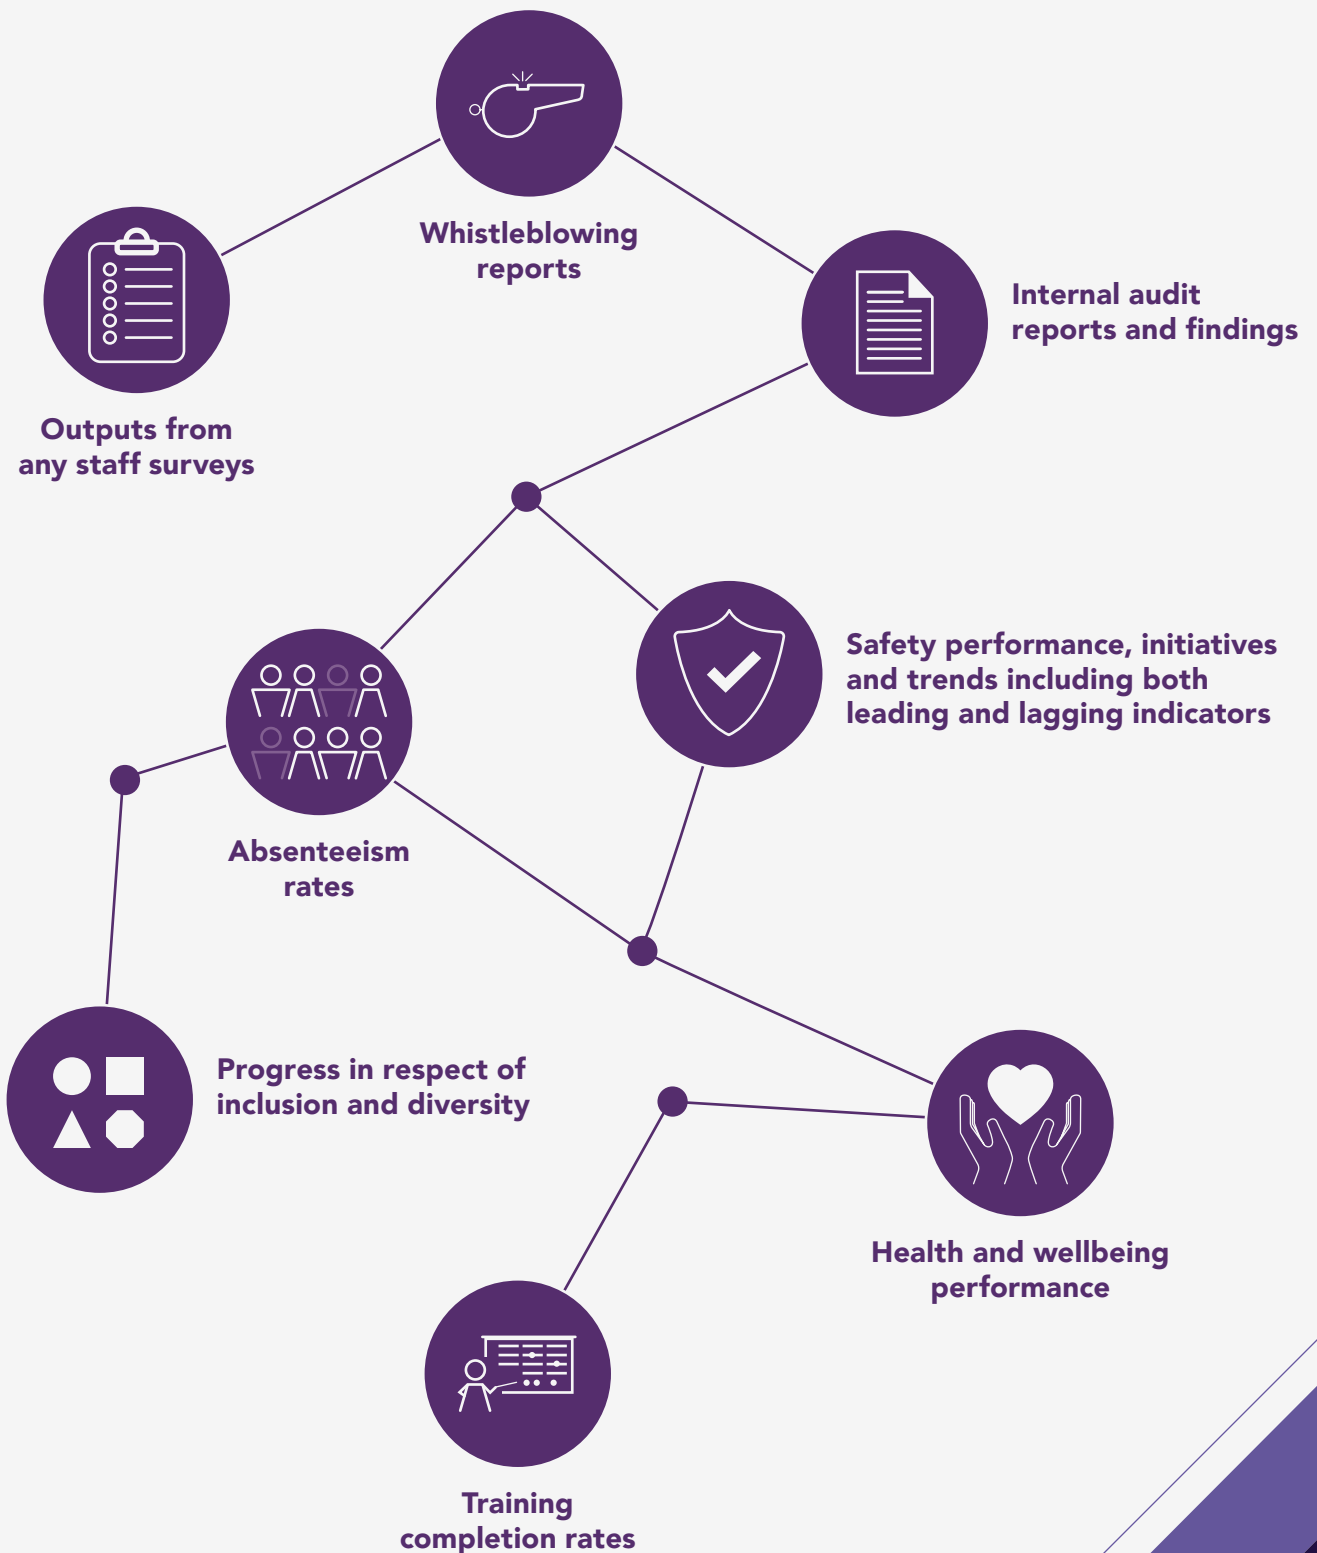 Whistleblowing
reports
Internal audit
reports and findings
Outputs from
any staff surveys
Safety performance, initiatives
and trends including both
leading and lagging indicators
Absenteeism
rates
Progress in respect of
inclusion and diversity
Health and wellbeing
performance
Training
completion rates